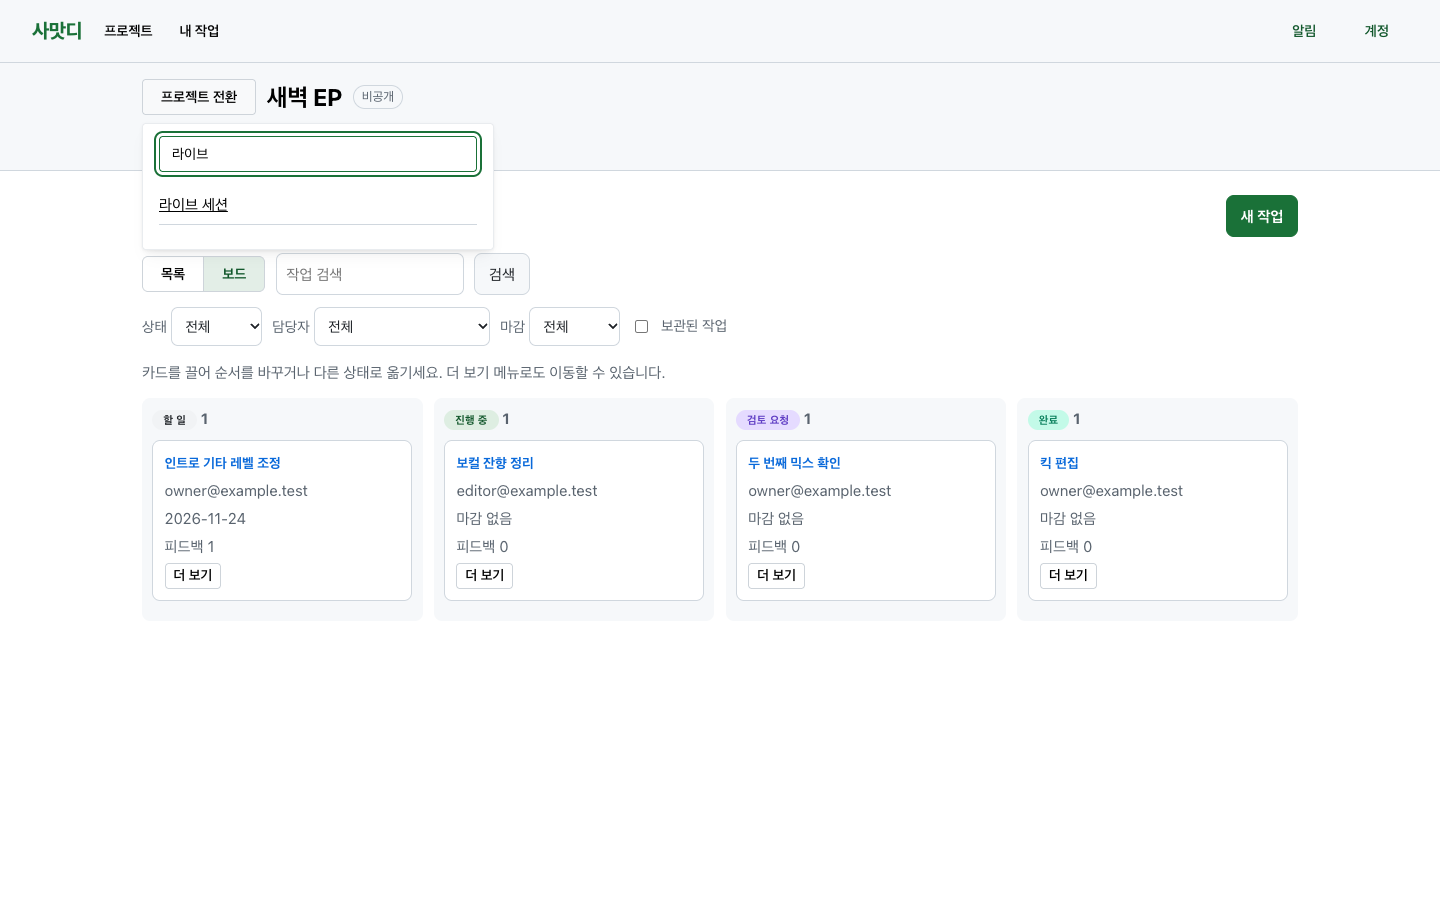 사맛디 프로젝트 내 작업 알림 계정
프로젝트 전환 새벽 EP 비공개
라이브
라이브 세션
새 작업
목록 보드 작업 검색 검색
상태 전체 담당자 전체 마감 전체 보관된 작업
카드를 끌어 순서를 바꾸거나 다른 상태로 옮기세요. 더 보기 메뉴로도 이동할 수 있습니다.
할 일 1
인트로 기타 레벨 조정
owner@example.test
2026-11-24
피드백 1
더 보기
진행 중 1
보컬 잔향 정리
editor@example.test
마감 없음
피드백 0
더 보기
검토 요청 1
두 번째 믹스 확인
owner@example.test
마감 없음
피드백 0
더 보기
완료 1
킥 편집
owner@example.test
마감 없음
피드백 0
더 보기